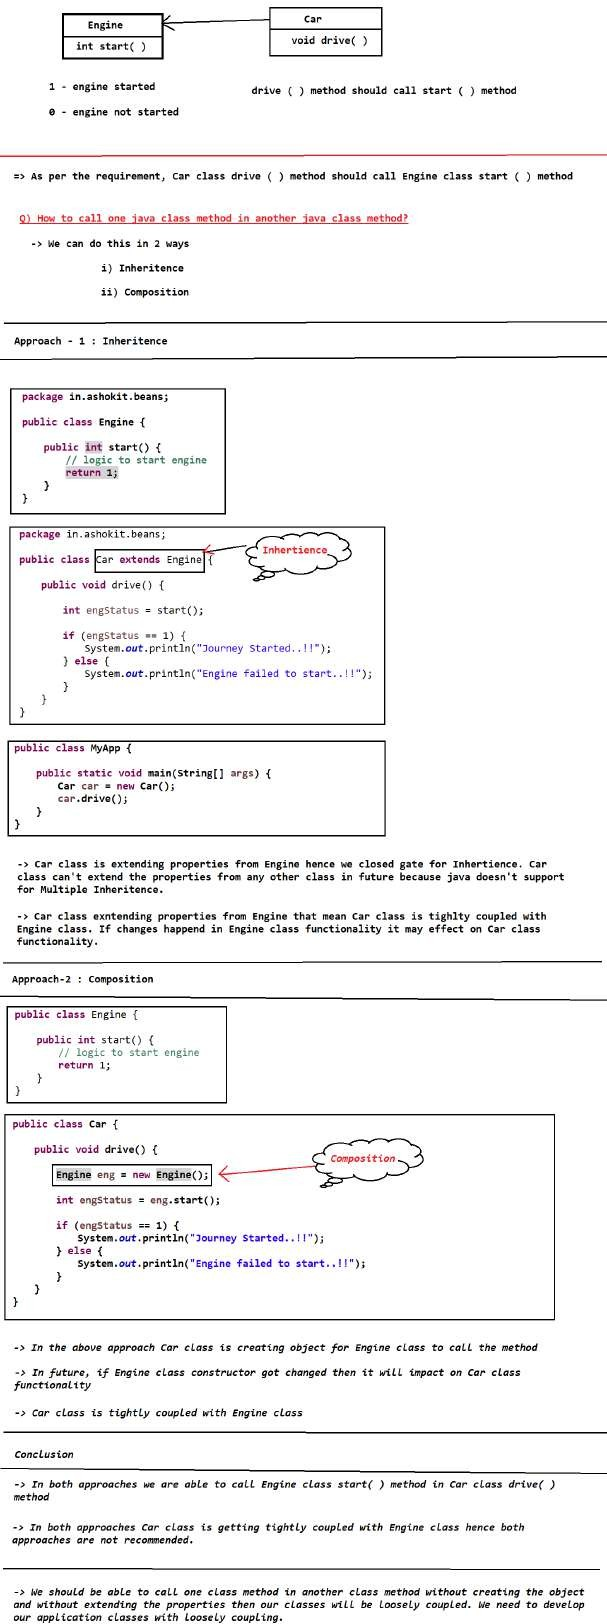 Engine
Car
int start( )
void drive( )
1 - engine started
drive ( ) method should call start ( ) method
0 - engine not started
=> As per the requirement, Car class drive ( ) method should call Engine class start ( ) method
Q) How to call one java class method in another java class method?
-> We can do this in 2 ways
i) Inheritence
ii) Composition
Approach - 1 : Inheritence
package in.ashokit.beans;
public class Engine {
public int start() {
// logic to start engine
return 1;
}
}
package in.ashokit.beans;
public class Car extends Engine {
Inhertience
public void drive() {
int engStatus = start();
if (engStatus == 1) {
System.out.println("Journey Started..!!");
} else {
System.out.println("Engine failed to start..!!");
}
}
}
public class MyApp {
public static void main(String[] args) {
Car car = new Car();
car.drive();
}
}
-> Car class is extending properties from Engine hence we closed gate for Inhertience. Car
class can't extend the properties from any other class in future because java doesn't support
for Multiple Inheritence.
-> Car class exntending properties from Engine that mean Car class is tighlty coupled with
Engine class. If changes happend in Engine class functionality it may effect on Car class
functionality.
Approach-2 : Composition
public class Engine {
public int start() {
// logic to start engine
return 1;
}
}
public class Car {
public void drive() {
Composition
Engine eng = new Engine();
int engStatus = eng.start();
if (engStatus == 1) {
System.out.println("Journey Started..!!");
} else {
System.out.println("Engine failed to start..!!");
}
}
}
-> In the above approach Car class is creating object for Engine class to call the method
-> In future, if Engine class constructor got changed then it will impact on Car class
functionality
-> Car class is tightly coupled with Engine class
Conclusion
-> In both approaches we are able to call Engine class start( ) method in Car class drive( )
method
-> In both approaches Car class is getting tightly coupled with Engine class hence both
approaches are not recommended.
-> We should be able to call one class method in another class method without creating the object
and without extending the properties then our classes will be loosely coupled. We need to develop
our application classes with loosely coupling.